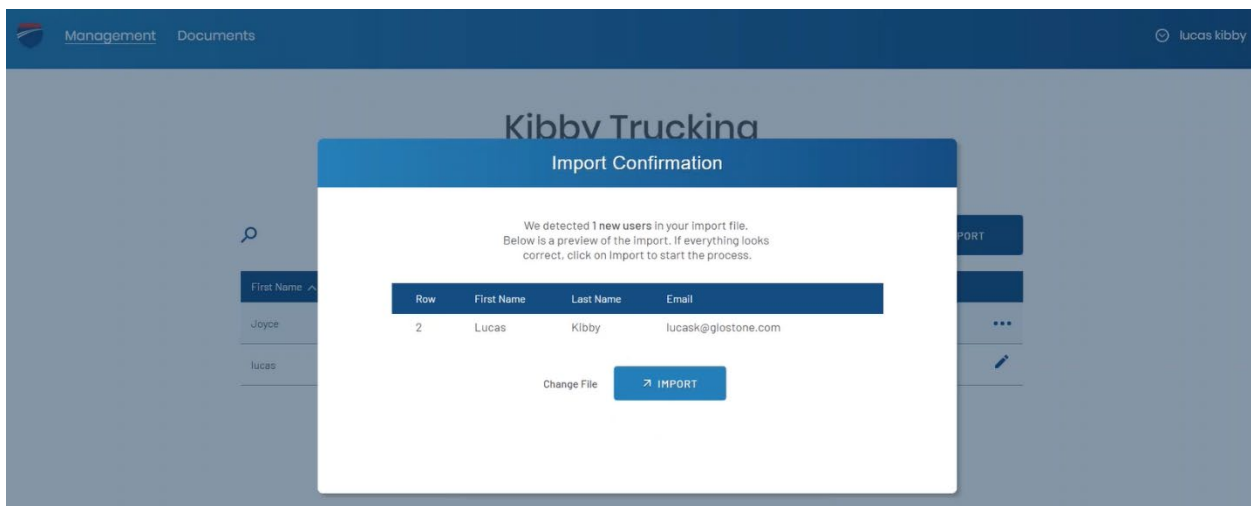 Management Documents lucas kibby
Kibby Trucking
Import Confirmation
We detected 1 new users in your import file.
Below is a preview of the import. If everything looks
correct, click on Import to start the process.
PORT
First Name
Row First Name Last Name Email
2 Lucas Kibby lucask@glostone.com
Joyce
lucas
Change File IMPORT